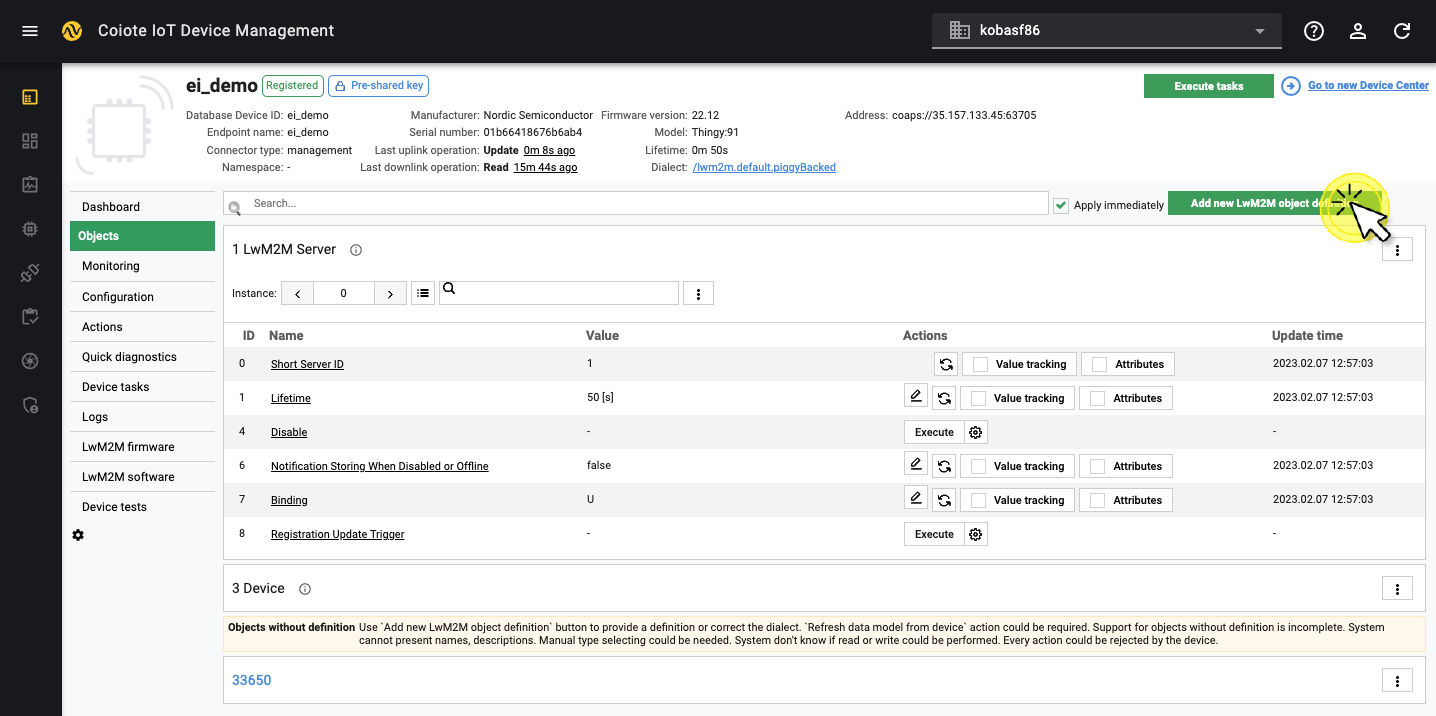 Coiote IoT Device Management
kobasf86
ei_demo Registered Pre-shared key
Execute tasks
Go to new Device Center
Database Device ID: ei_demo Manufacturer: Nordic Semiconductor Firmware version: 22.12 Address: coaps://35.157.133.45:63705
Endpoint name: ei_demo Serial number: 01b66418676b6ab4 Model: Thingy:91
Connector type: management Last uplink operation: Update 0m 8s ago Lifetime: 0m 50s
Namespace: - Last downlink operation: Read 15m 44s ago Dialect: /lwm2m.default.piggyBacked
Dashboard
Objects
Monitoring
Configuration
Actions
Quick diagnostics
Device tasks
Logs
LwM2M firmware
LwM2M software
Device tests
Search...
Apply immediately
Add new LwM2M object
1 LwM2M Server
Instance: 0
ID Name Value Actions Update time
0 Short Server ID 1 Value tracking Attributes 2023.02.07 12:57:03
1 Lifetime 50 [s] Value tracking Attributes 2023.02.07 12:57:03
4 Disable - Execute -
6 Notification Storing When Disabled or Offline false Value tracking Attributes 2023.02.07 12:57:03
7 Binding U Value tracking Attributes 2023.02.07 12:57:03
8 Registration Update Trigger - Execute -
3 Device
Objects without definition Use `Add new LwM2M object definition` button to provide a definition or correct the dialect. `Refresh data model from device` action could be required. Support for objects without definition is incomplete. System
cannot present names, descriptions. Manual type selecting could be needed. System don't know if read or write could be performed. Every action could be rejected by the device.
33650